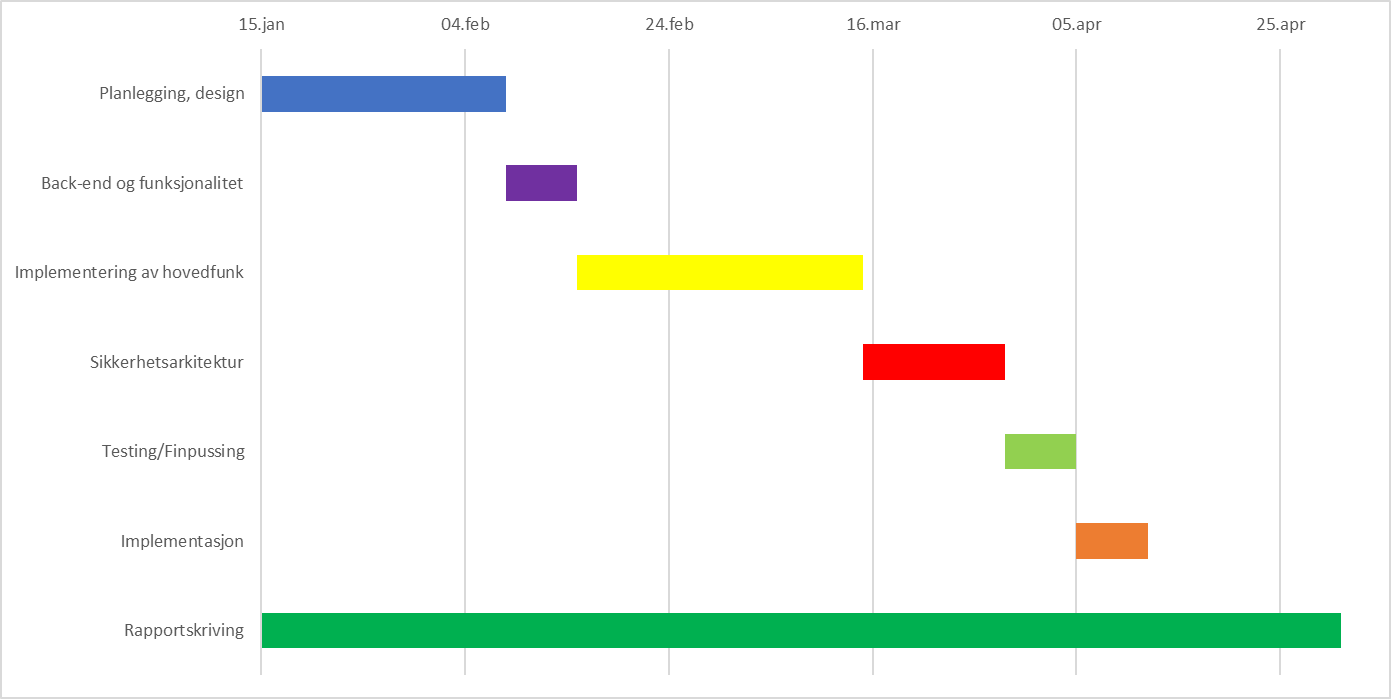 15.jan 04.feb 24.feb 16.mar 05.apr 25.apr
Planlegging, design
Back-end og funksjonalitet
Implementering av hovedfunk
Sikkerhetsarkitektur
Testing/Finpussing
Implementasjon
Rapportskriving